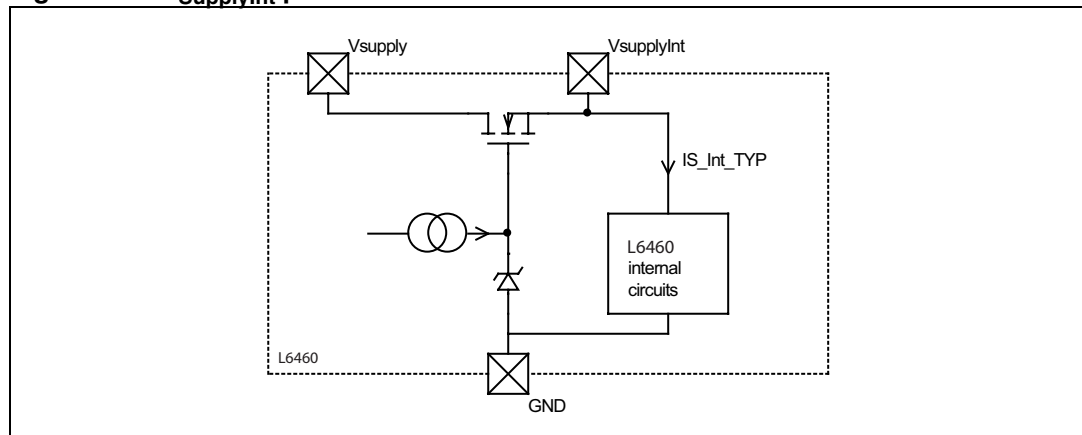 SupplyInt
Vsupply
VsupplyInt
IS_Int_TYP
L6460
internal
circuits
L6460
GND